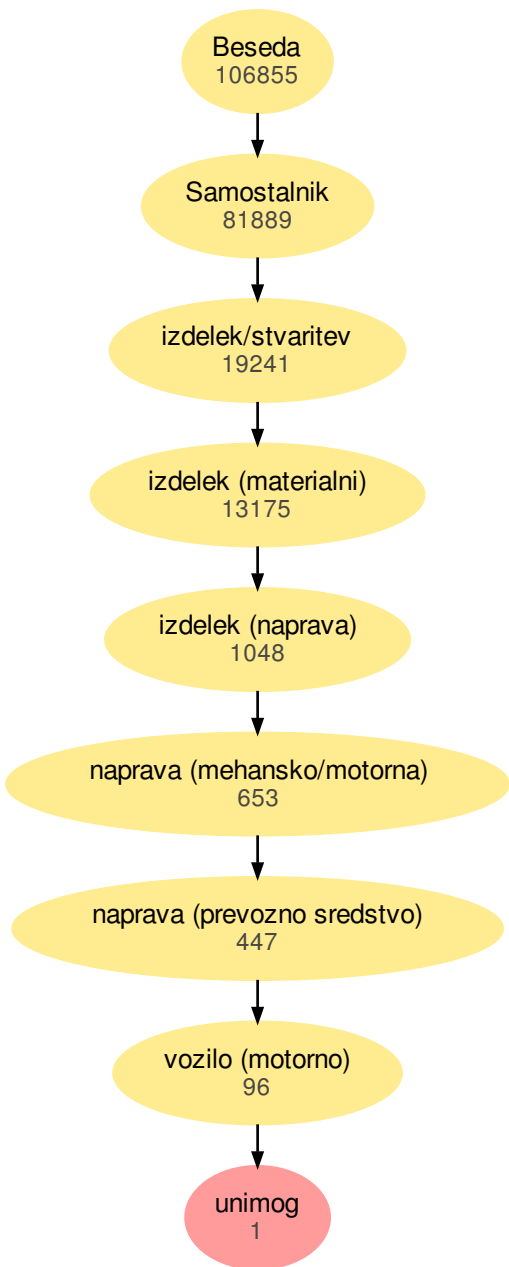 Beseda
106855
Samostalnik
81889
izdelek/stvaritev
19241
izdelek (materialni)
13175
izdelek (naprava)
1048
naprava (mehansko/motorna)
653
naprava (prevozno sredstvo)
447
vozilo (motorno)
96
unimog
1